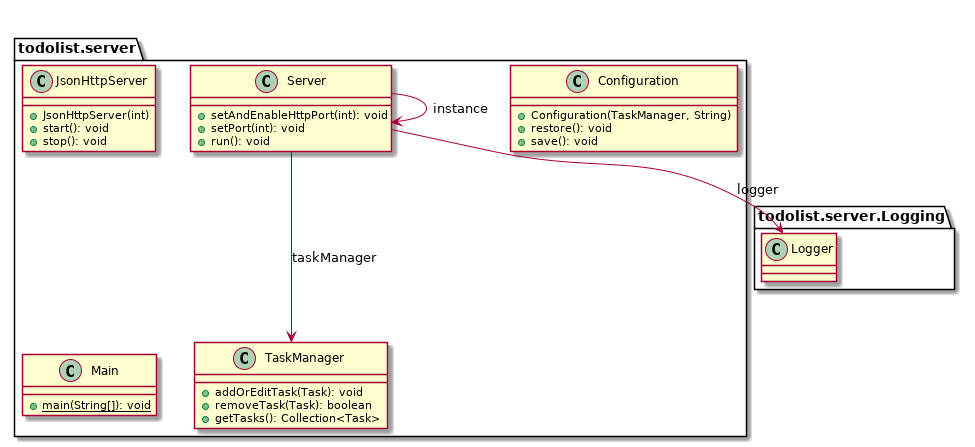 todolist.server
C JsonHttpServer
JsonHttpServer(int)
start(): void
stop(): void
C Server
setAndEnableHttpPort(int): void
setPort(int): void
run(): void
instance
C Configuration
Configuration(TaskManager, String)
restore(): void
save(): void
logger
todolist.server.Logging
C Logger
taskManager
C Main
main(String[]): void
C TaskManager
addOrEditTask(Task): void
removeTask(Task): boolean
getTasks(): Collection<Task>